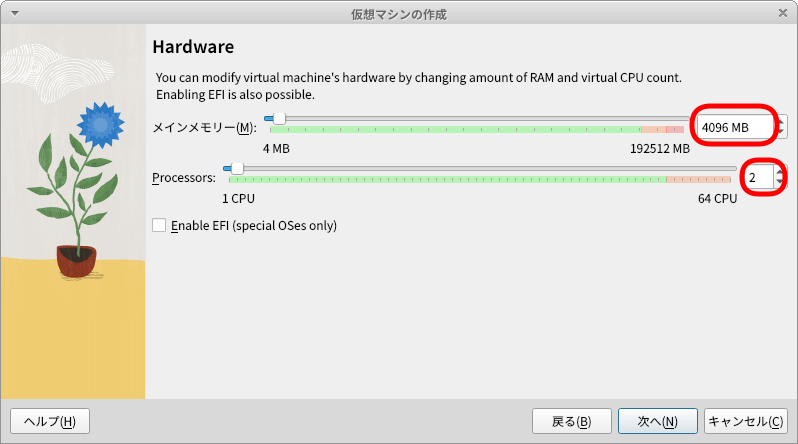 仮想マシンの作成
Hardware
You can modify virtual machine's hardware by changing amount of RAM and virtual CPU count.
Enabling EFI is also possible.
メインメモリー(M): 4096 MB
4 MB 192512 MB
Processors: 2
1 CPU 64 CPU
Enable EFI (special OSes only)
ヘルプ(H) 戻る(B) 次へ(N) キャンセル(C)